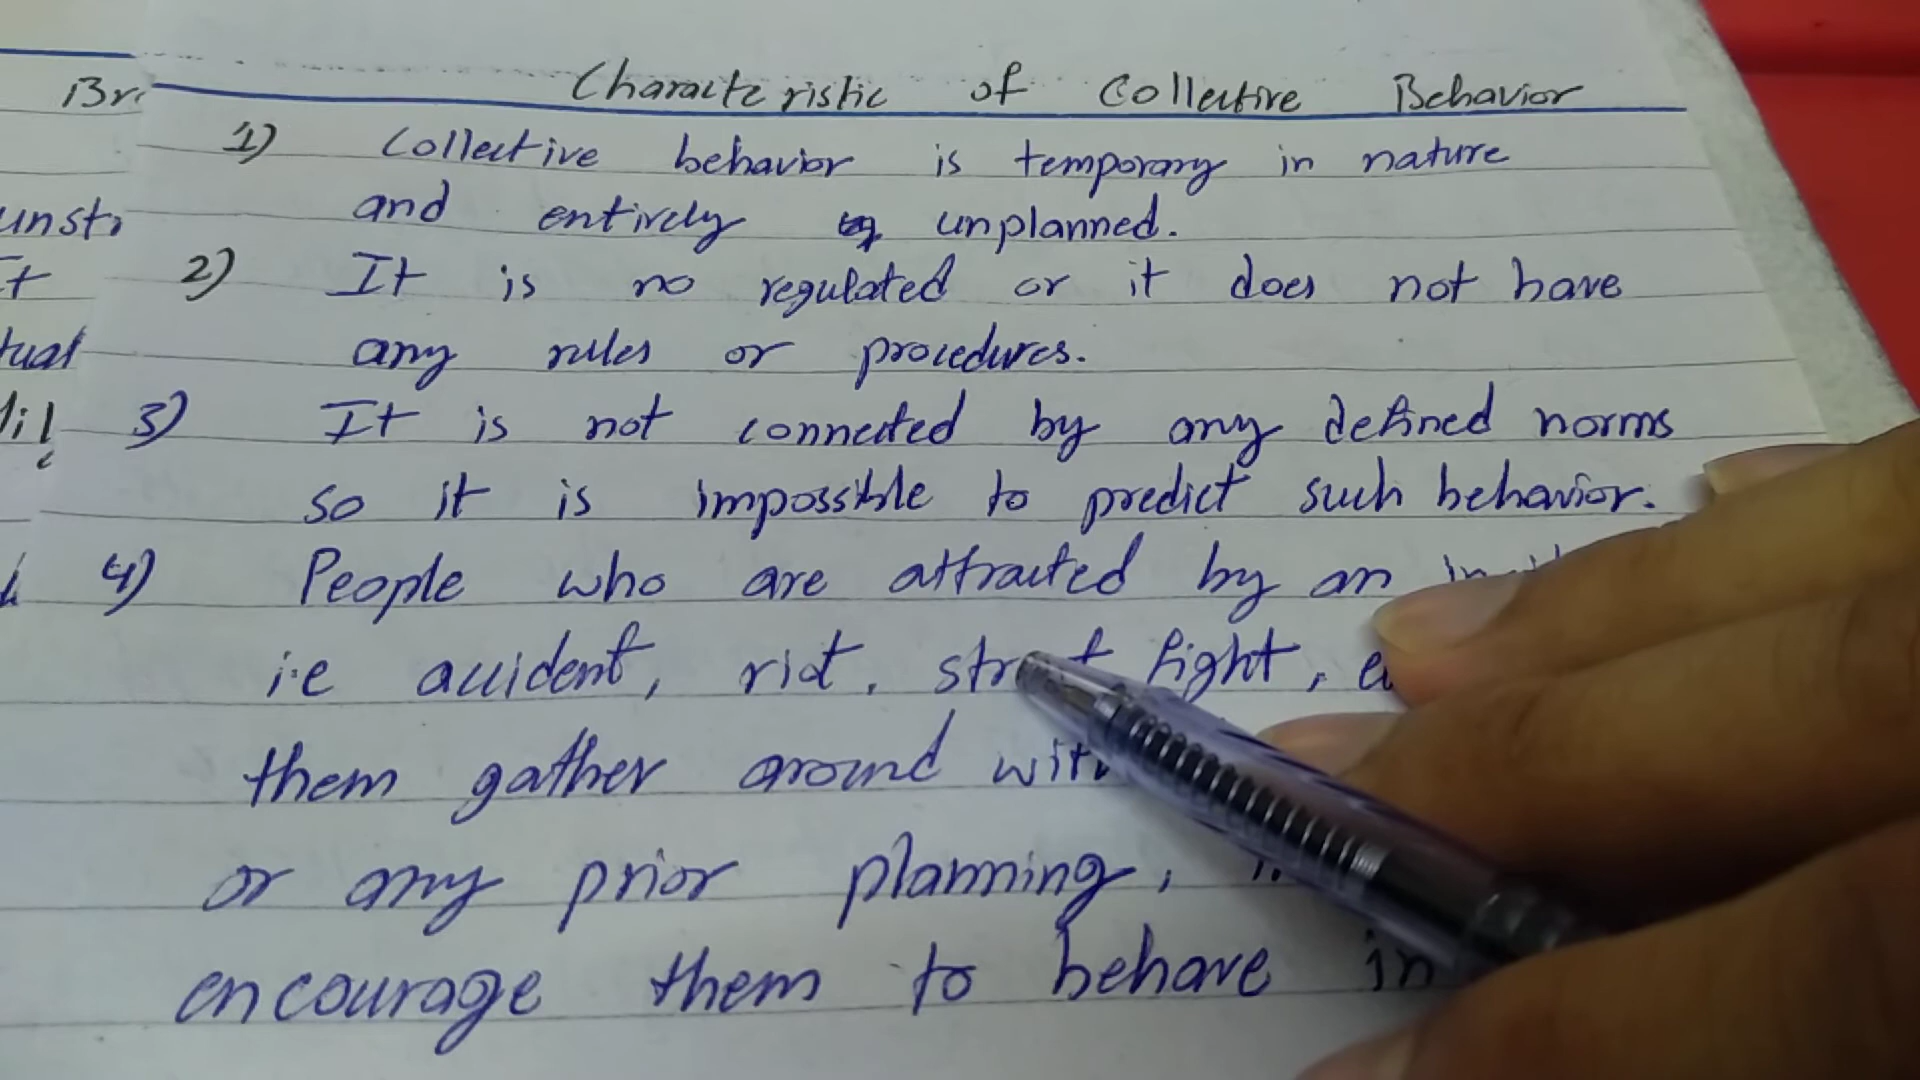 Characteristic of Collective Behavior
1) Collective behavior is temporary in nature
and entirely unplanned.
2) It is no regulated or it does not have
any rules or procedures.
3) It is not connected by any defined norms
so it is impossible to predict such behavior.
4) People who are attracted by an
i.e accident, riot, street fight,
them gather around
or any prior planning,
encourage them to behave in